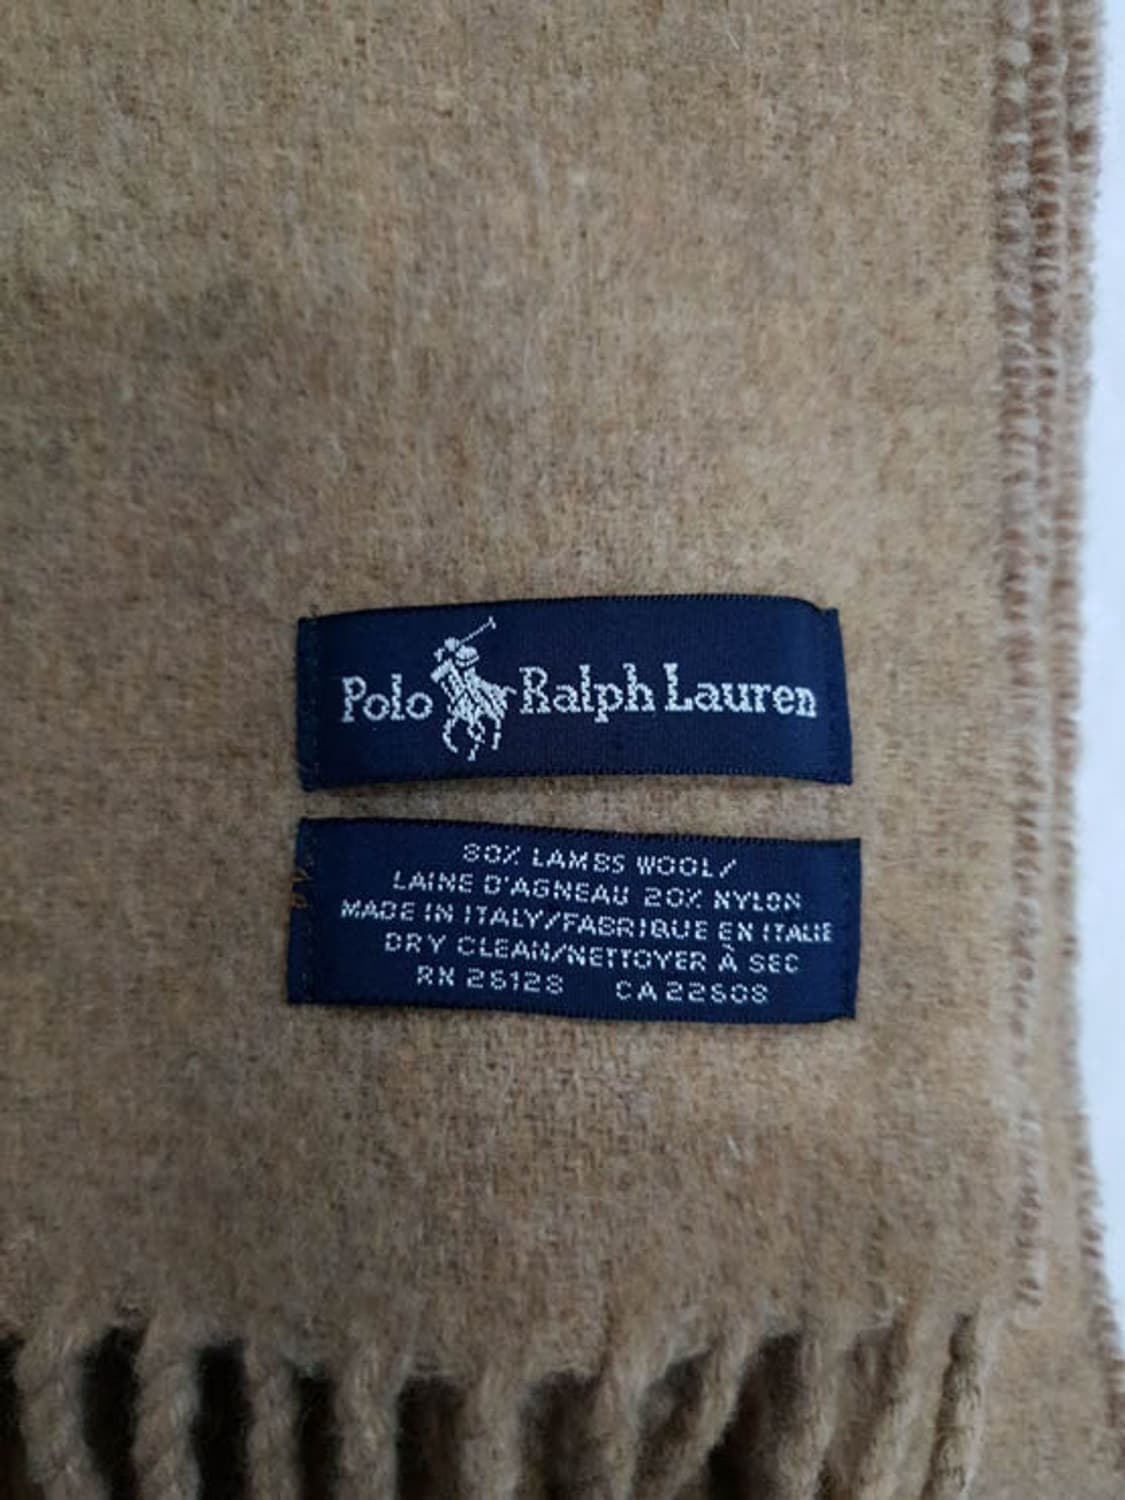 Polo Ralph Lauren
80% LAMBS WOOL/
LAINE D'AGNEAU 20% NYLON
MADE IN ITALY/FABRIQUE EN ITALIE
DRY CLEAN/NETTOYER À SEC
RN 26128 CA 22608